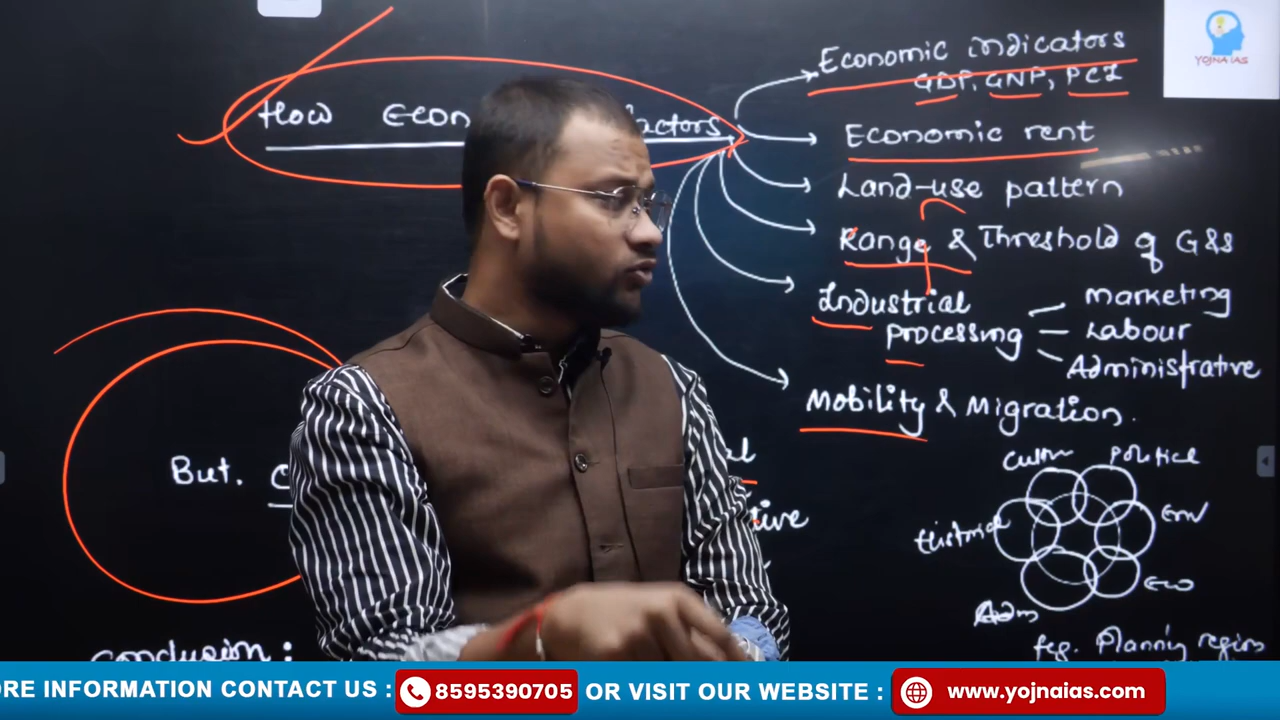 YOJNA IAS
How Econ actors
Economic indicators
GDP, GNP, PCI
Economic rent
Land-use pattern
Range & Threshold of G&S
Industrial
processing
Marketing
Labour
Administrative
Mobility & Migration.
But.
al
tive
Political
Env
Eco
Adm
fig. Planning region
Conclusion:
ORE INFORMATION CONTACT US : 8595390705 OR VISIT OUR WEBSITE : www.yojnaias.com